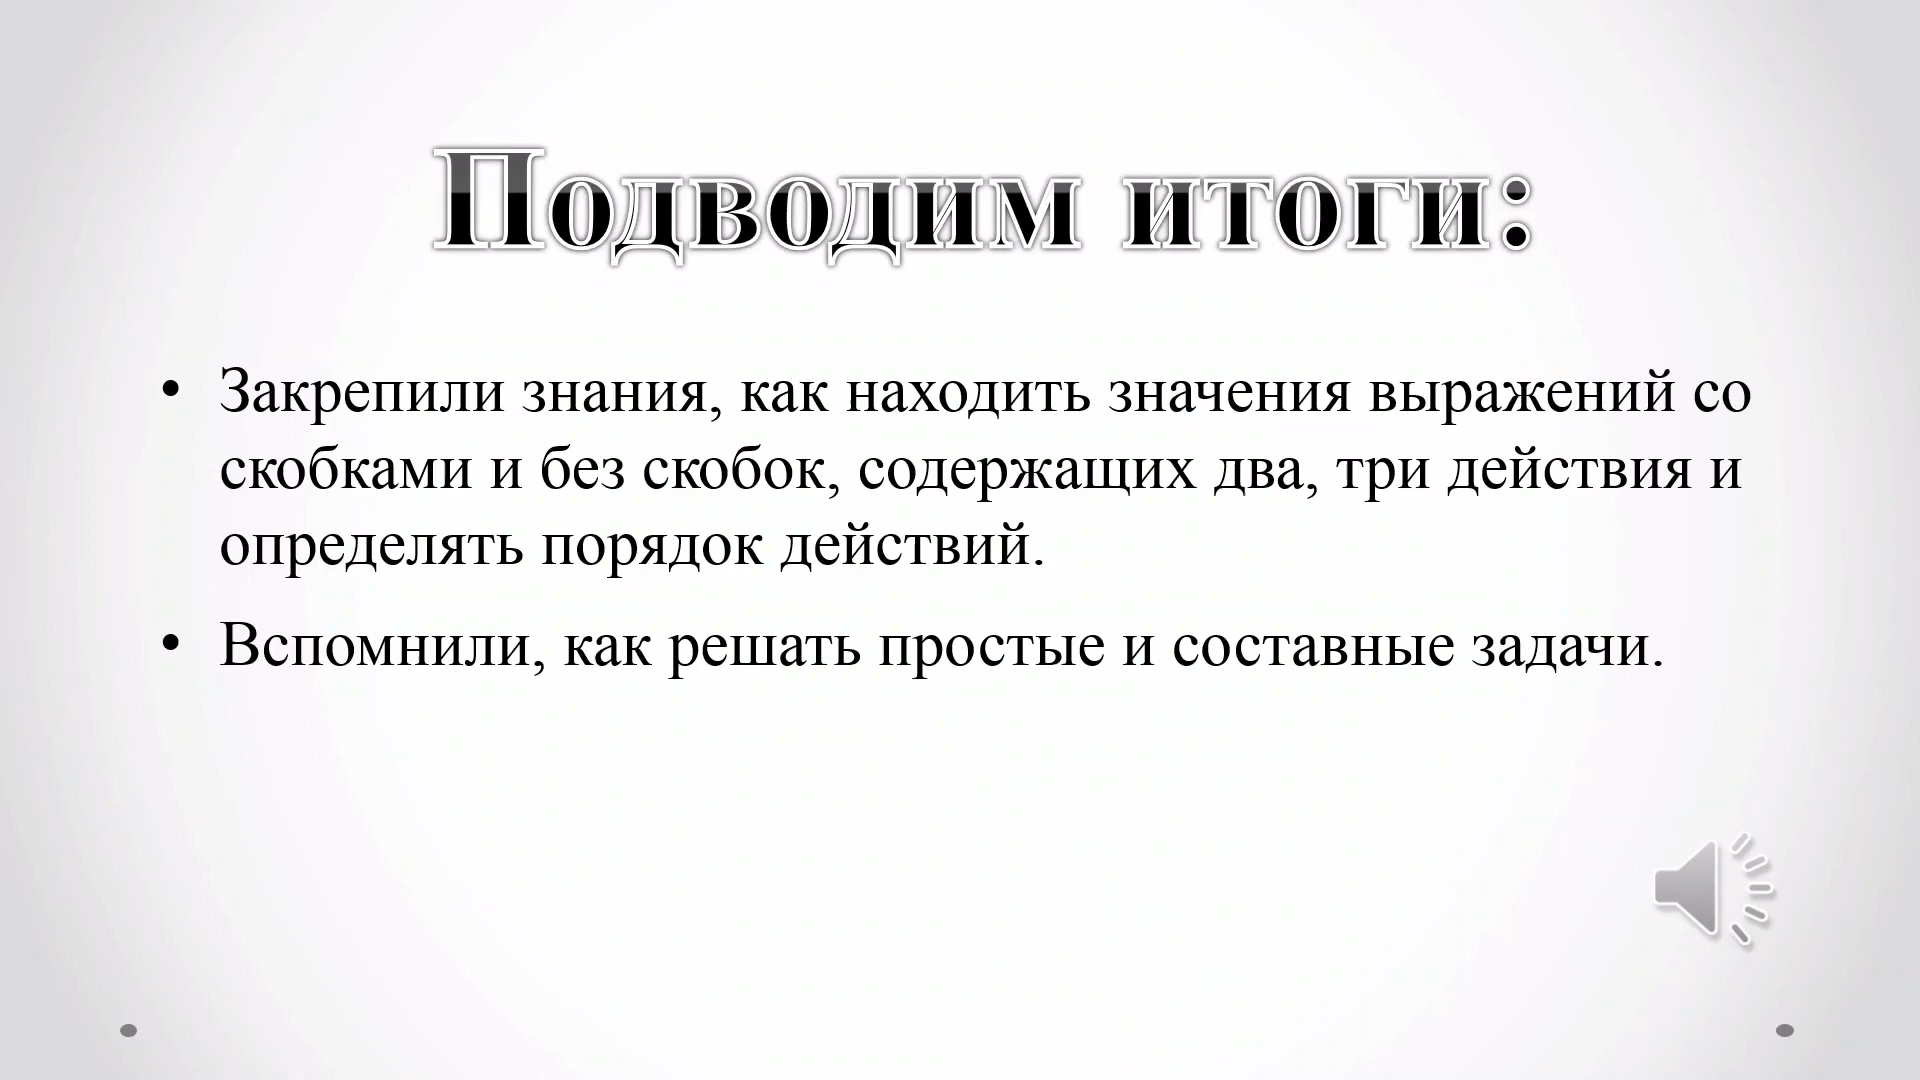 Подводим итоги:
• Закрепили знания, как находить значения выражений со
скобками и без скобок, содержащих два, три действия и
определять порядок действий.
• Вспомнили, как решать простые и составные задачи.